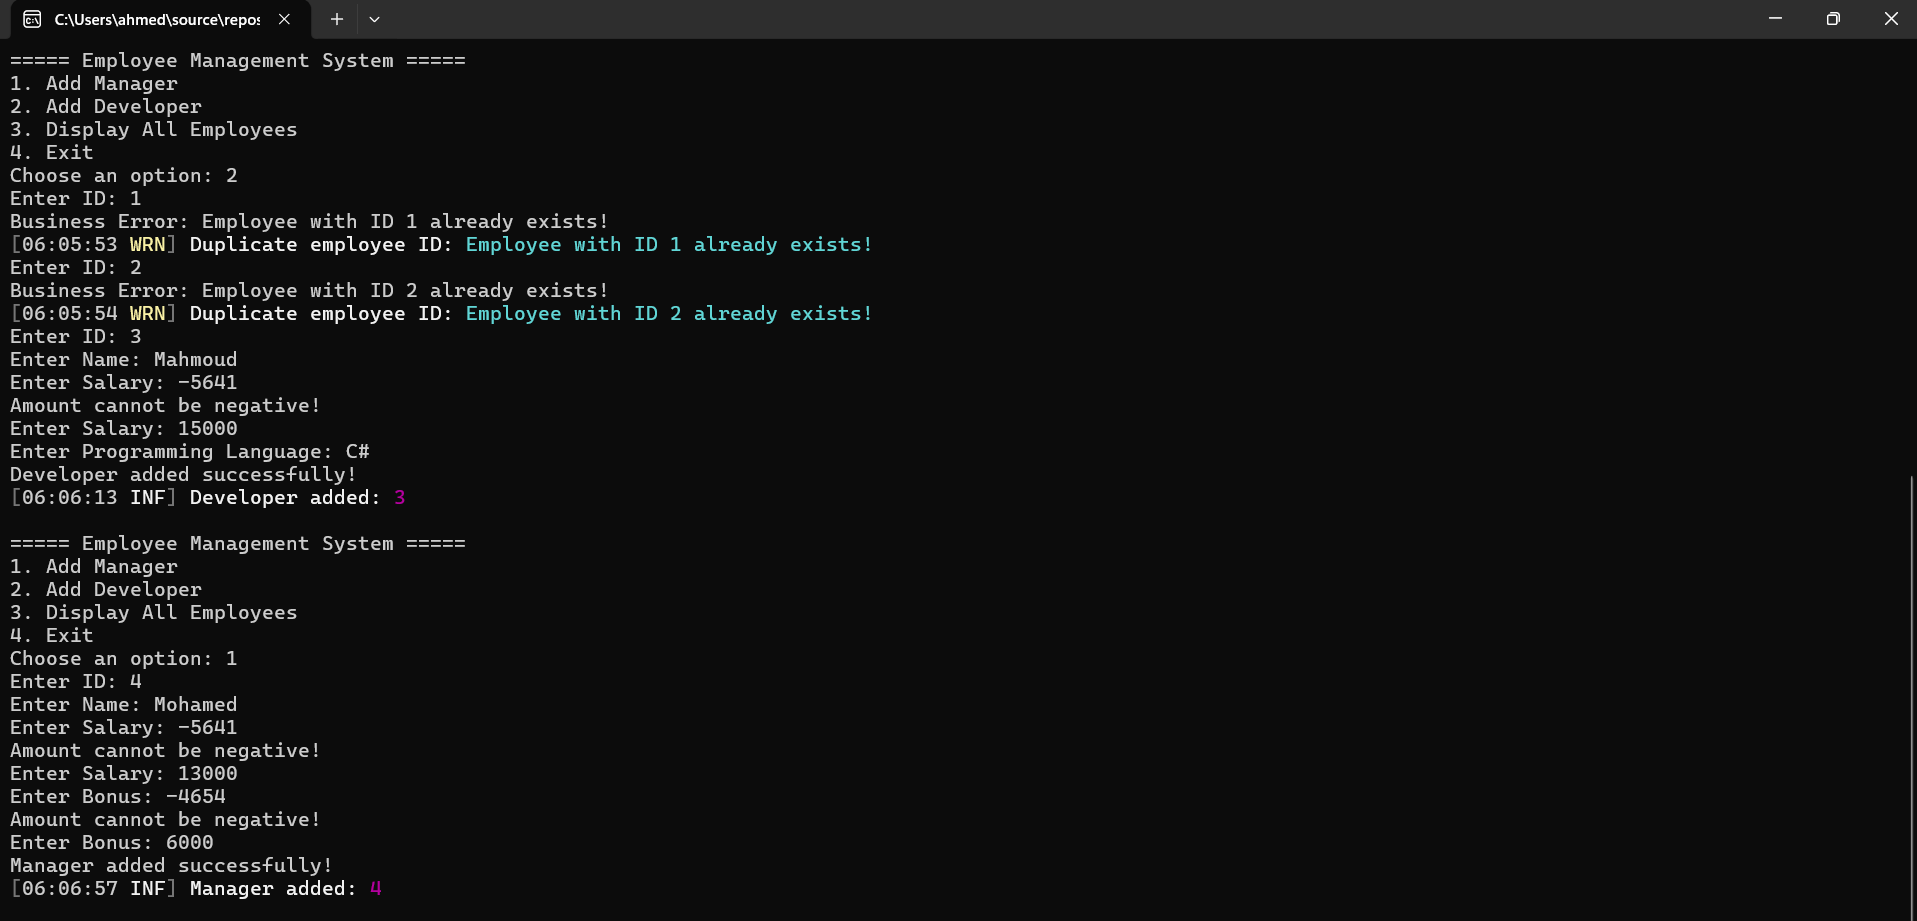 C:\Users\ahmed\source\repos
===== Employee Management System =====
1. Add Manager
2. Add Developer
3. Display All Employees
4. Exit
Choose an option: 2
Enter ID: 1
Business Error: Employee with ID 1 already exists!
[06:05:53 WRN] Duplicate employee ID: Employee with ID 1 already exists!
Enter ID: 2
Business Error: Employee with ID 2 already exists!
[06:05:54 WRN] Duplicate employee ID: Employee with ID 2 already exists!
Enter ID: 3
Enter Name: Mahmoud
Enter Salary: -5641
Amount cannot be negative!
Enter Salary: 15000
Enter Programming Language: C#
Developer added successfully!
[06:06:13 INF] Developer added: 3
===== Employee Management System =====
1. Add Manager
2. Add Developer
3. Display All Employees
4. Exit
Choose an option: 1
Enter ID: 4
Enter Name: Mohamed
Enter Salary: -5641
Amount cannot be negative!
Enter Salary: 13000
Enter Bonus: -4654
Amount cannot be negative!
Enter Bonus: 6000
Manager added successfully!
[06:06:57 INF] Manager added: 4